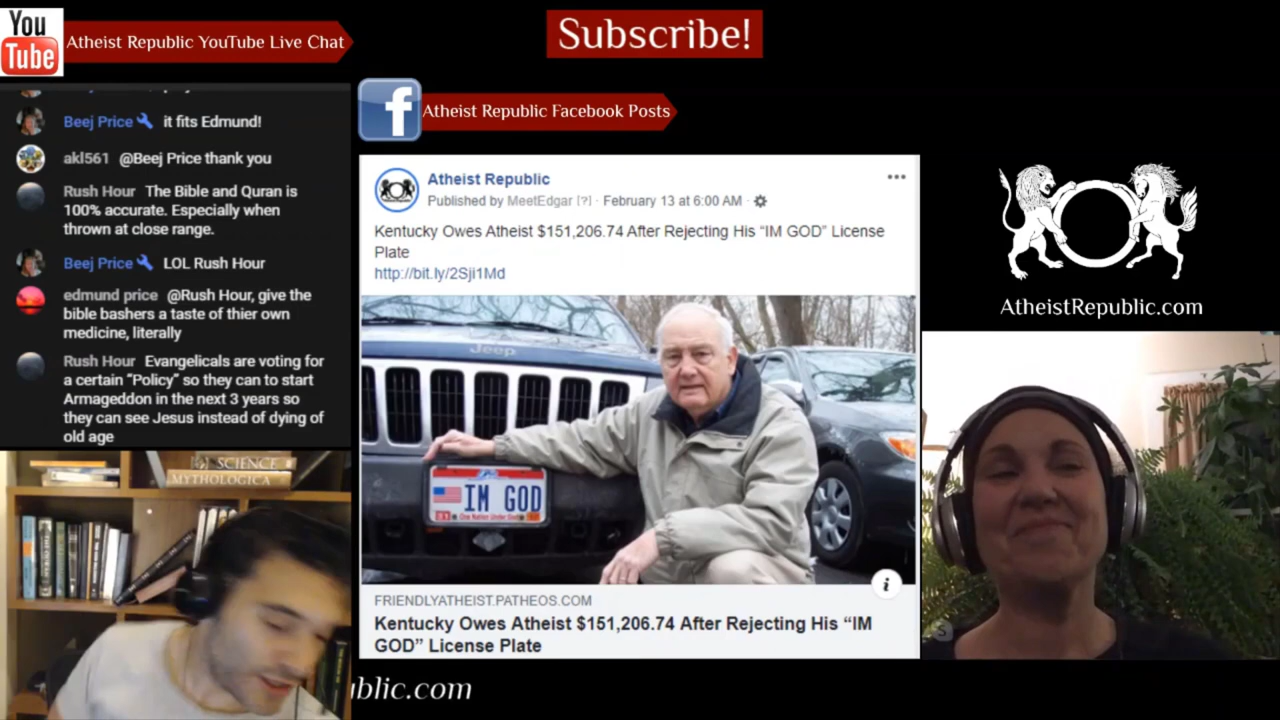 You
Tube
Atheist Republic YouTube Live Chat
Subscribe!
Beej Price it fits Edmund!
akl561 @Beej Price thank you
Rush Hour The Bible and Quran is
100% accurate. Especially when
thrown at close range.
Beej Price LOL Rush Hour
edmund price @Rush Hour, give the
bible bashers a taste of thier own
medicine, literally
Rush Hour Evangelicals are voting for
a certain “Policy” so they can to start
Armageddon in the next 3 years so
they can see Jesus instead of dying of
old age
f
Atheist Republic Facebook Posts
Atheist Republic
Published by MeetEdgar [?] · February 13 at 6:00 AM ·
Kentucky Owes Atheist $151,206.74 After Rejecting His “IM GOD” License
Plate
http://bit.ly/2Sji1Md
Jeep
IM GOD
One Nation Under God
i
FRIENDLYATHEIST.PATHEOS.COM
Kentucky Owes Atheist $151,206.74 After Rejecting His “IM
GOD” License Plate
AtheistRepublic.com
SCIENCE
MYTHOLOGICA
S
blic.com